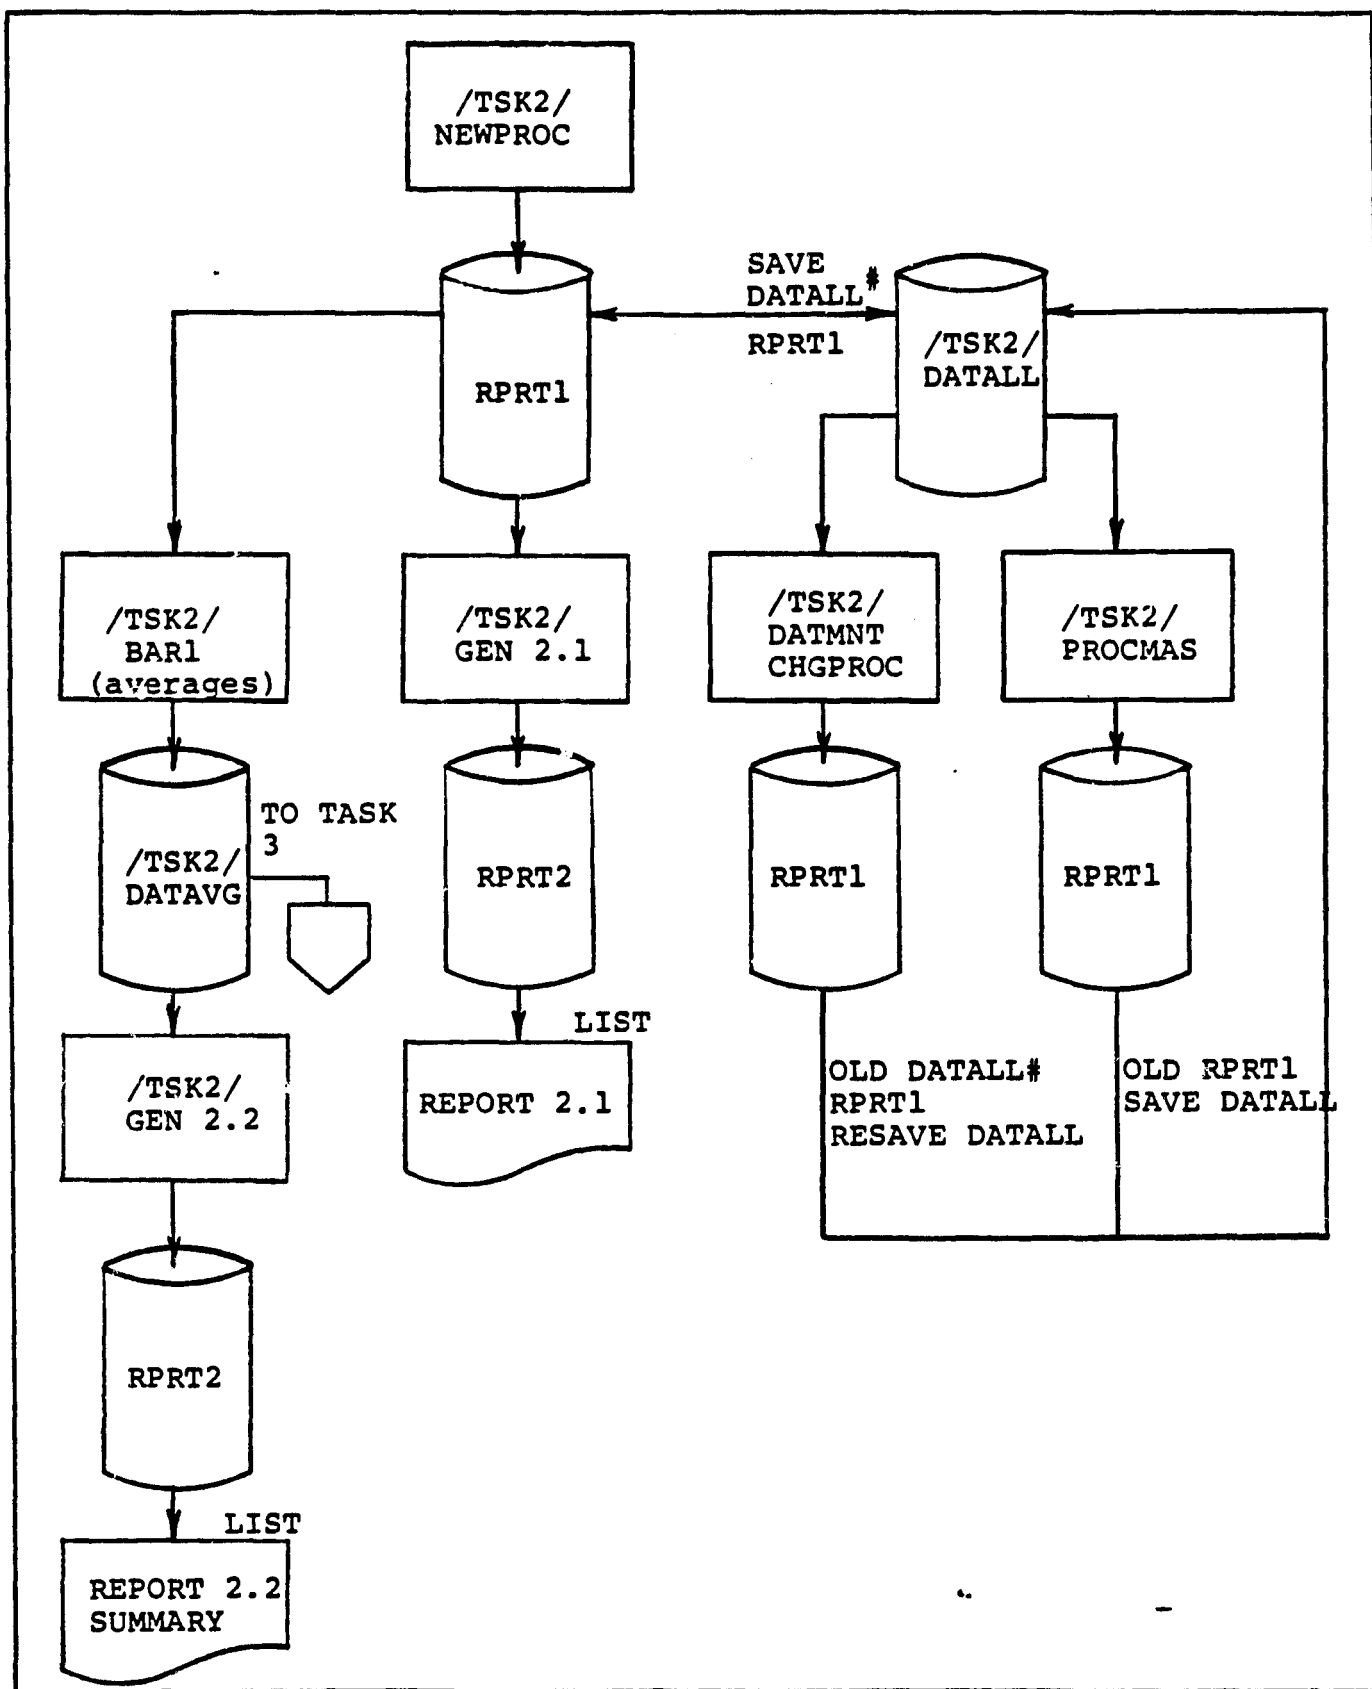 /TSK2/
NEWPROC
SAVE
DATALL#
RPRT1
RPRT1
/TSK2/
DATALL
/TSK2/
BAR1
(averages)
/TSK2/
GEN 2.1
/TSK2/
DATMNT
CHGPROC
/TSK2/
PROCMAS
TO TASK
3
/TSK2/
DATAVG
RPRT2
RPRT1
RPRT1
LIST
REPORT 2.1
OLD DATALL#
RPRT1
RESAVE DATALL
OLD RPRT1
SAVE DATALL
/TSK2/
GEN 2.2
RPRT2
LIST
REPORT 2.2
SUMMARY